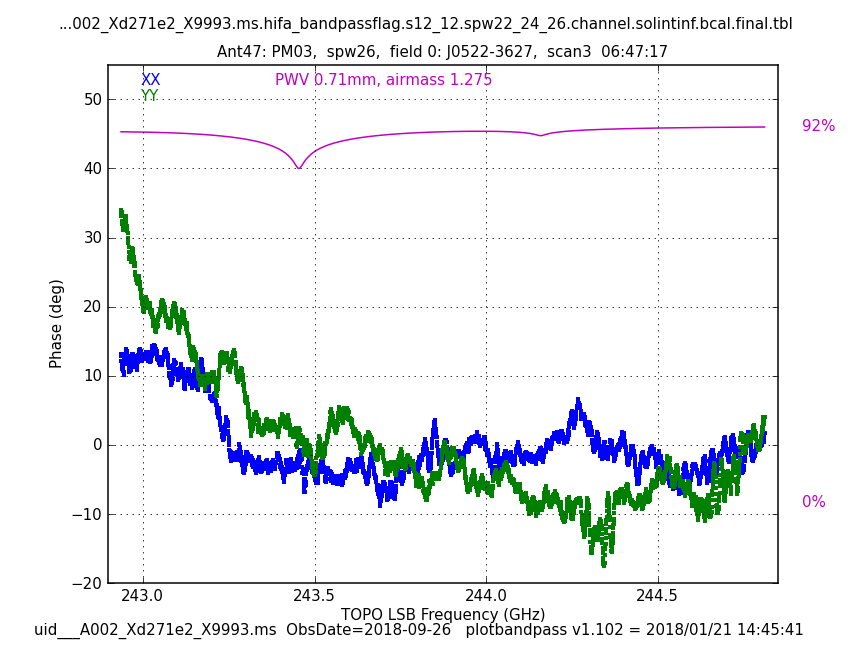 ...002_Xd271e2_X9993.ms.hifa_bandpassflag.s12_12.spw22_24_26.channel.solintinf.bcal.final.tbl
Ant47: PM03,  spw26,  field 0: J0522-3627,  scan3  06:47:17
XX
PWV 0.71mm, airmass 1.275
YY
50
92%
40
30
20
10
0
−10
0%
−20
Phase (deg)
243.0
243.5
244.0
244.5
TOPO LSB Frequency (GHz)
uid___A002_Xd271e2_X9993.ms  ObsDate=2018-09-26   plotbandpass v1.102 = 2018/01/21 14:45:41